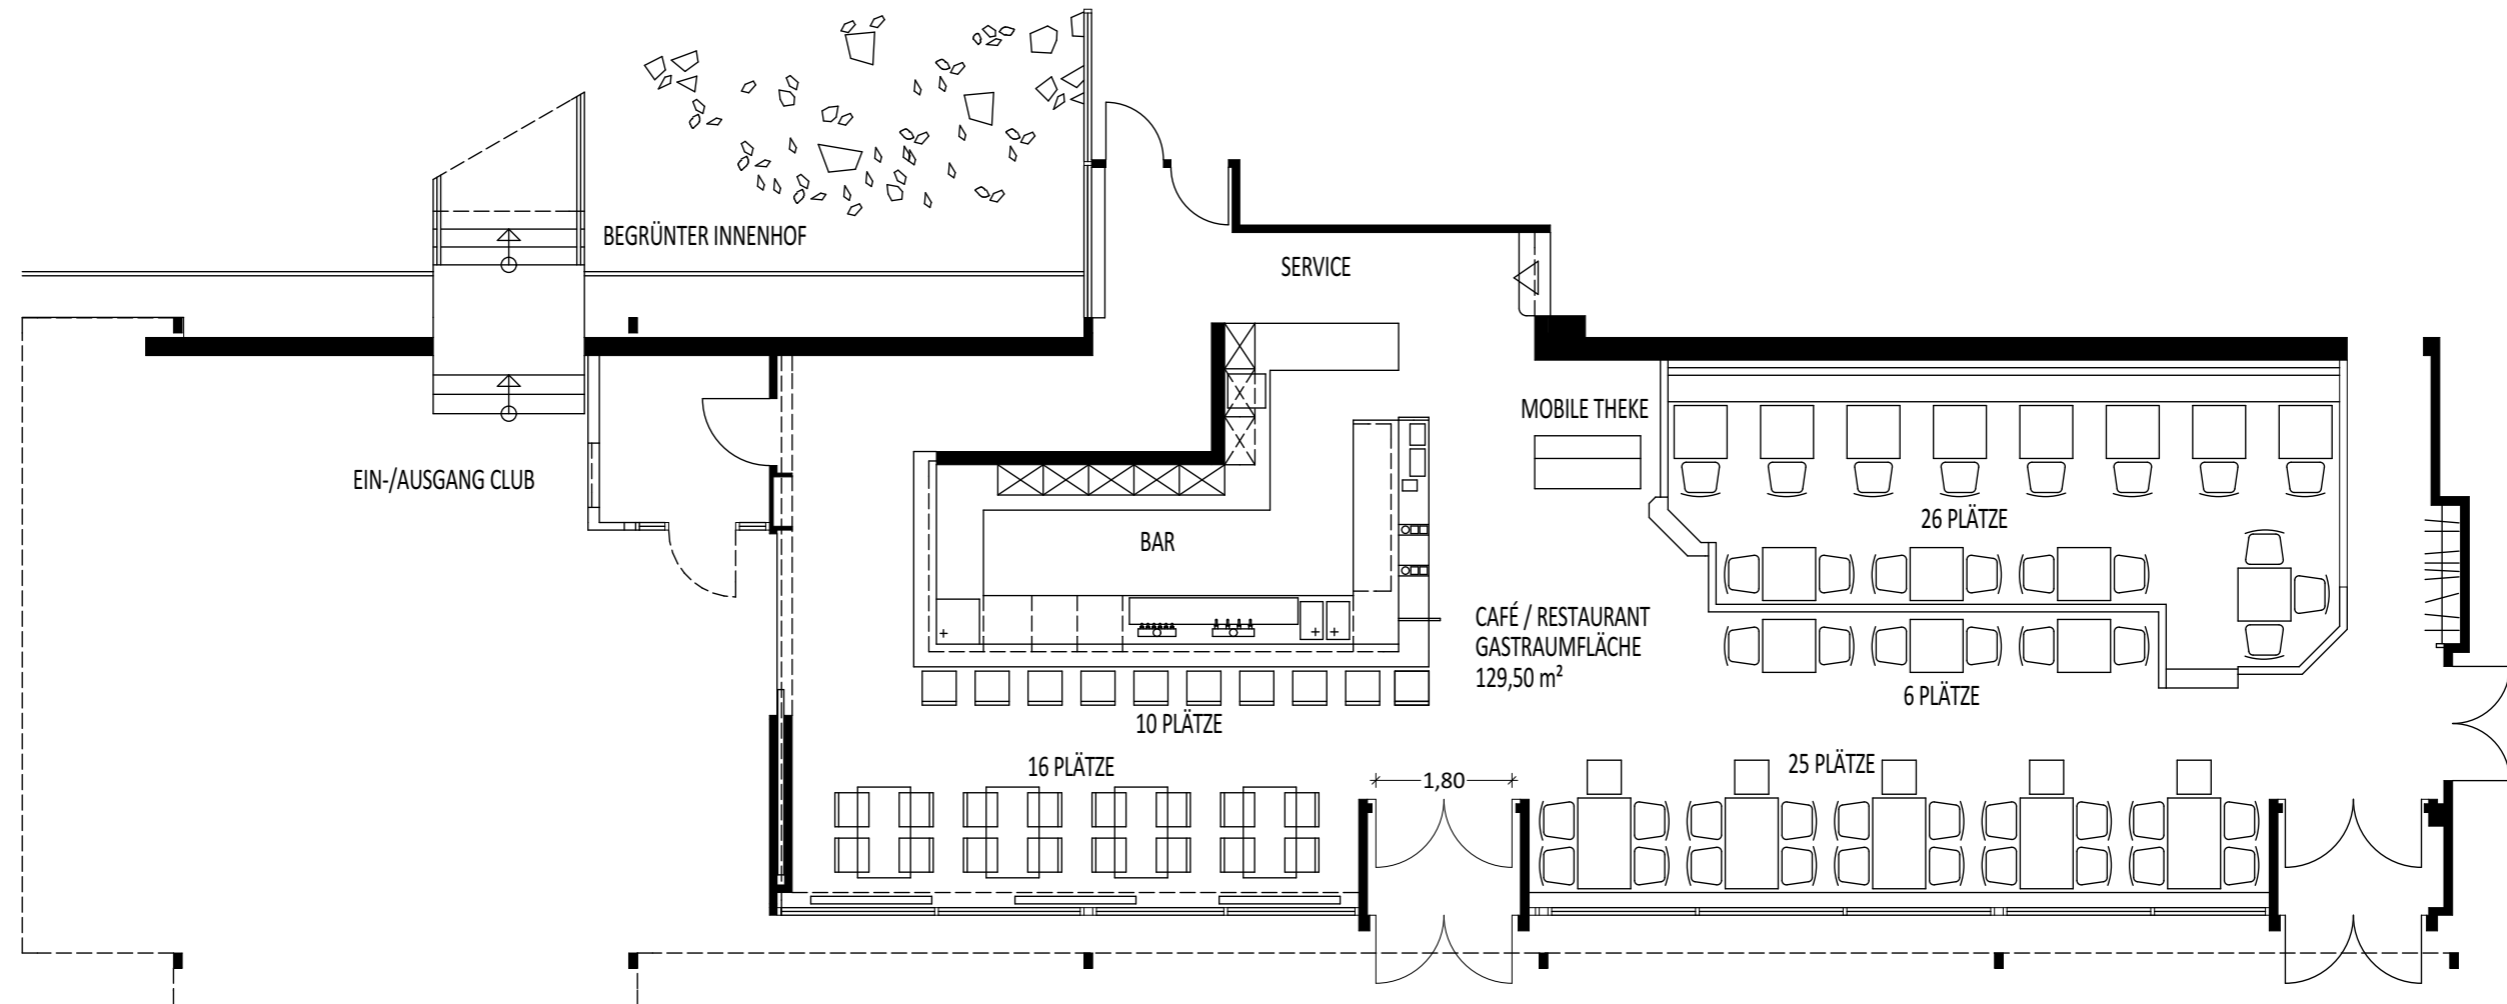 BEGRÜNTER INNENHOF
SERVICE
MOBILE THEKE
EIN-/AUSGANG CLUB
26 PLÄTZE
BAR
CAFÉ / RESTAURANT
GASTRAUMFLÄCHE
129,50 m²
6 PLÄTZE
10 PLÄTZE
16 PLÄTZE
25 PLÄTZE
1,80